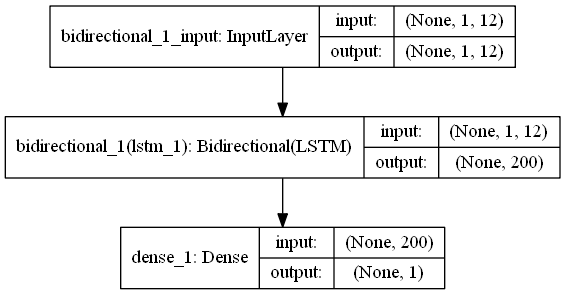 bidirectional_1_input: InputLayer
input: (None, 1, 12)
output: (None, 1, 12)
bidirectional_1(lstm_1): Bidirectional(LSTM)
input: (None, 1, 12)
output: (None, 200)
dense_1: Dense
input: (None, 200)
output: (None, 1)